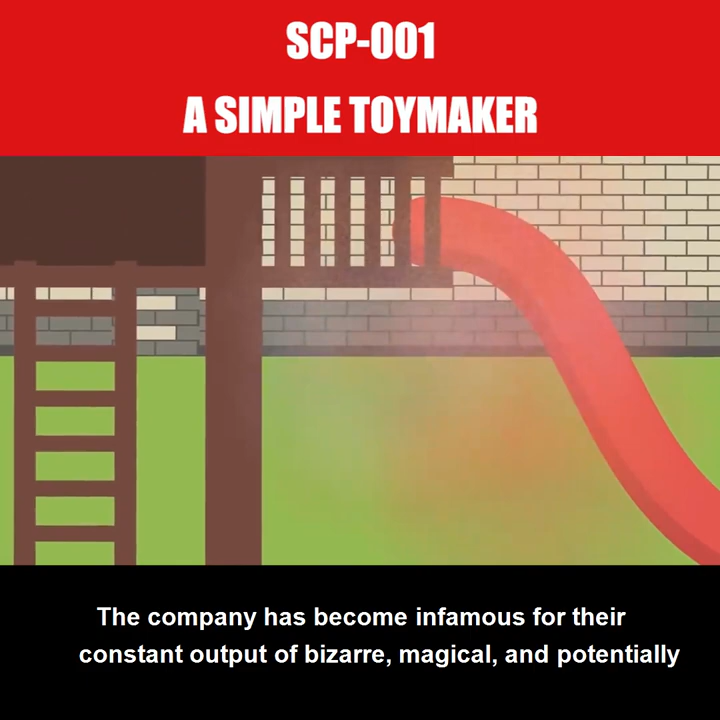 SCP-001
A SIMPLE TOYMAKER
The company has become infamous for their
constant output of bizarre, magical, and potentially